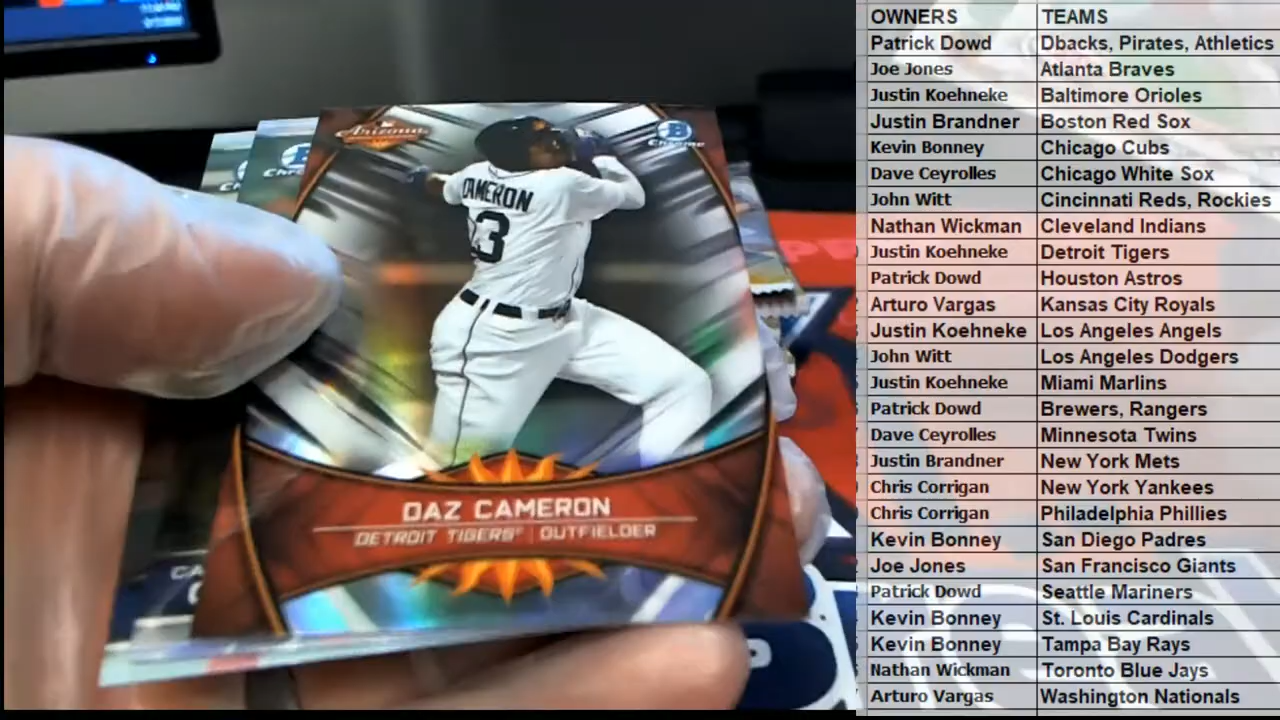 Arizona
B
Chrome
CAMERON
23
DAZ CAMERON
DETROIT TIGERS® | OUTFIELDER
OWNERS TEAMS
Patrick Dowd Dbacks, Pirates, Athletics
Joe Jones Atlanta Braves
Justin Koehneke Baltimore Orioles
Justin Brandner Boston Red Sox
Kevin Bonney Chicago Cubs
Dave Ceyrolles Chicago White Sox
John Witt Cincinnati Reds, Rockies
Nathan Wickman Cleveland Indians
Justin Koehneke Detroit Tigers
Patrick Dowd Houston Astros
Arturo Vargas Kansas City Royals
Justin Koehneke Los Angeles Angels
John Witt Los Angeles Dodgers
Justin Koehneke Miami Marlins
Patrick Dowd Brewers, Rangers
Dave Ceyrolles Minnesota Twins
Justin Brandner New York Mets
Chris Corrigan New York Yankees
Chris Corrigan Philadelphia Phillies
Kevin Bonney San Diego Padres
Joe Jones San Francisco Giants
Patrick Dowd Seattle Mariners
Kevin Bonney St. Louis Cardinals
Kevin Bonney Tampa Bay Rays
Nathan Wickman Toronto Blue Jays
Arturo Vargas Washington Nationals